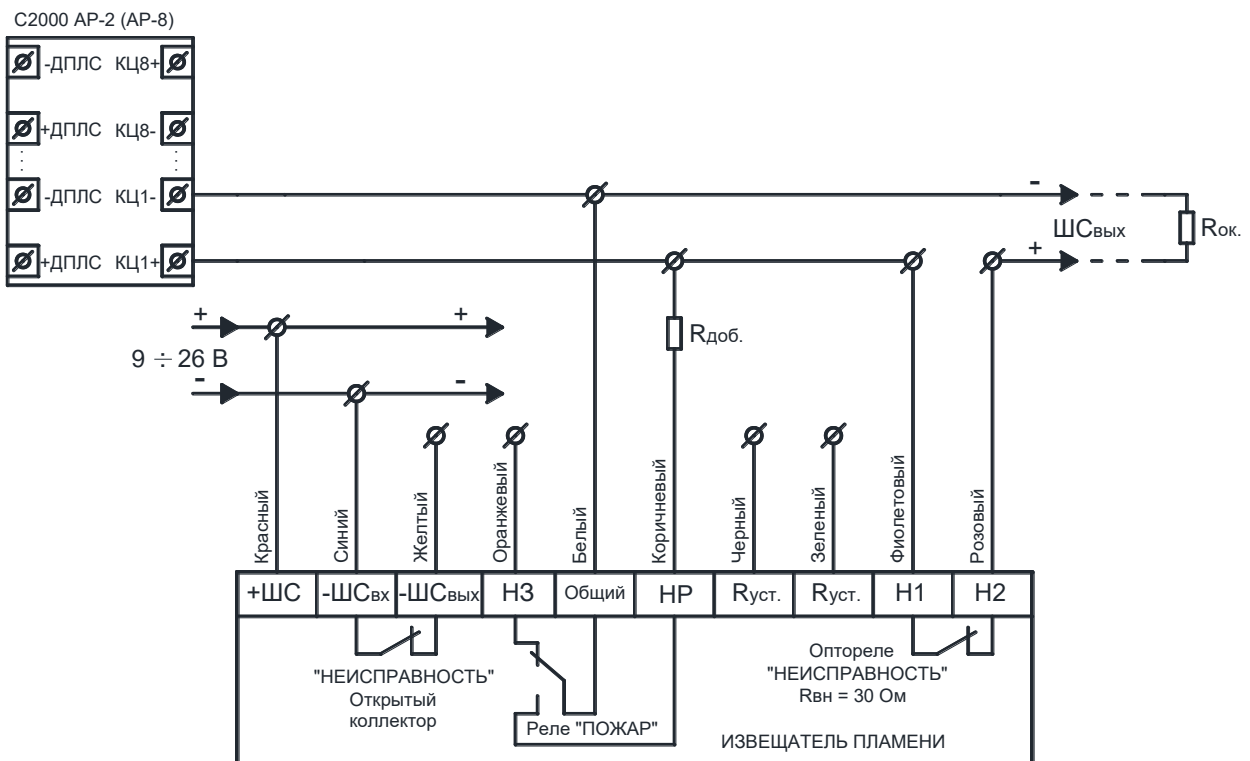 С2000 АР-2 (АР-8)
-ДПЛС КЦ8+
+ДПЛС КЦ8-
-ДПЛС КЦ1-
+ДПЛС КЦ1+
-
ШСвых
+
Rок.
+ +
9 ÷ 26 В
- -
Rдоб.
Красный
Синий
Желтый
Оранжевый
Белый
Коричневый
Черный
Зеленый
Фиолетовый
Розовый
+ШС -ШСвх -ШСвых НЗ Общий НР Rуст. Rуст. Н1 Н2
"НЕИСПРАВНОСТЬ"
Открытый
коллектор
Реле "ПОЖАР"
Оптореле
"НЕИСПРАВНОСТЬ"
Rвн = 30 Ом
ИЗВЕЩАТЕЛЬ ПЛАМЕНИ